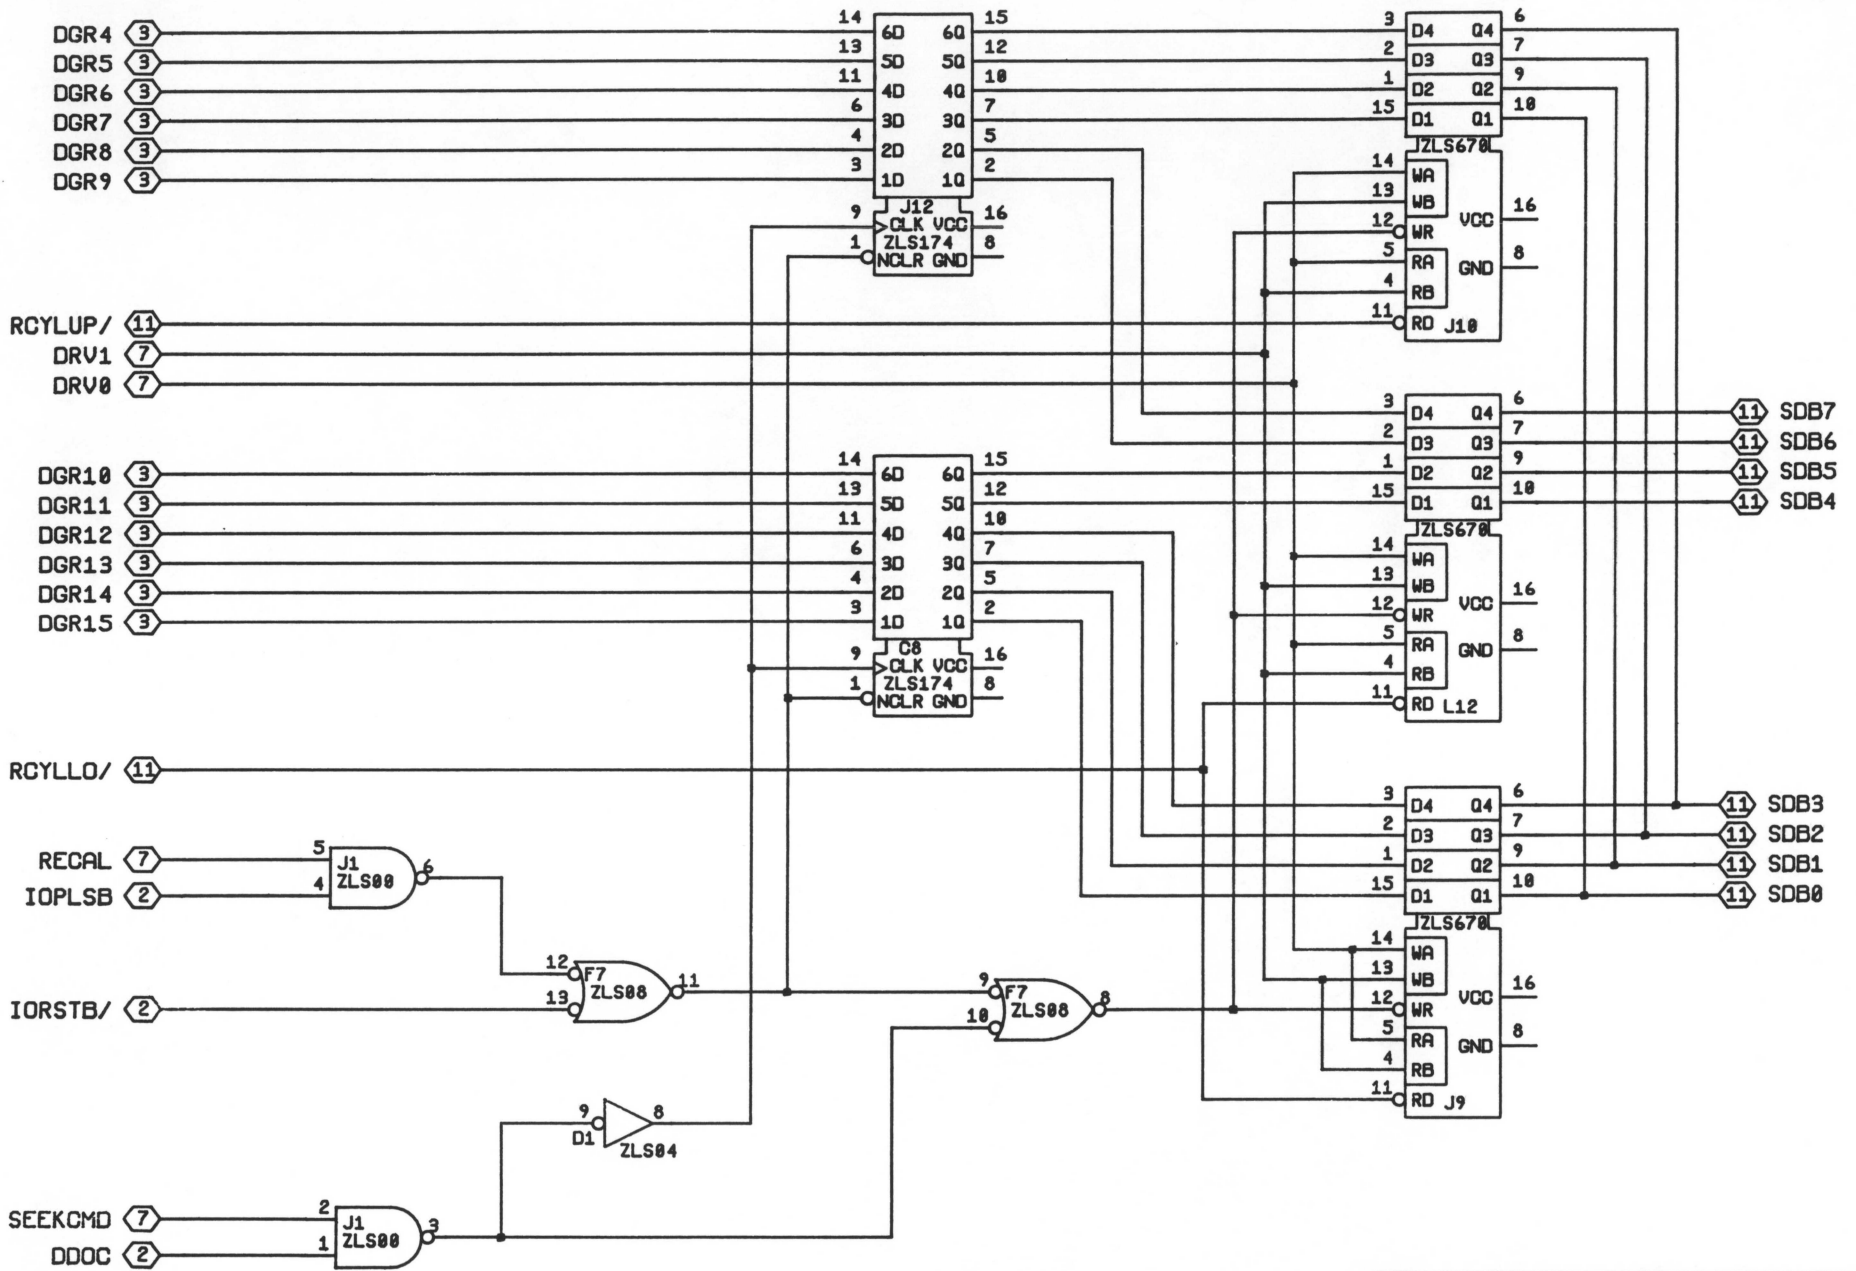 DGR4 3
DGR5 3
DGR6 3
DGR7 3
DGR8 3
DGR9 3
14 6D 6Q 15
13 5D 5Q 12
11 4D 4Q 10
6 3D 3Q 7
4 2D 2Q 5
3 1D 1Q 2
J12
9 CLK VCC 16
ZLS174
1 NCLR GND 8
3 D4 Q4 6
2 D3 Q3 7
1 D2 Q2 9
15 D1 Q1 10
ZLS670
14 WA
13 WB
VCC 16
12 WR
5 RA
GND 8
4 RB
11 RD J10
RCYLUP/ 11
DRV1 7
DRV0 7
3 D4 Q4 6
2 D3 Q3 7
1 D2 Q2 9
15 D1 Q1 10
11 SDB7
11 SDB6
11 SDB5
11 SDB4
ZLS670
14 WA
13 WB
VCC 16
12 WR
5 RA
GND 8
4 RB
11 RD L12
DGR10 3
DGR11 3
DGR12 3
DGR13 3
DGR14 3
DGR15 3
14 6D 6Q 15
13 5D 5Q 12
11 4D 4Q 10
6 3D 3Q 7
4 2D 2Q 5
3 1D 1Q 2
C8
9 CLK VCC 16
ZLS174
1 NCLR GND 8
RCYLLO/ 11
3 D4 Q4 6
2 D3 Q3 7
1 D2 Q2 9
15 D1 Q1 10
11 SDB3
11 SDB2
11 SDB1
11 SDB0
ZLS670
14 WA
13 WB
VCC 16
12 WR
5 RA
GND 8
4 RB
11 RD J9
RECAL 7
IOPLSB 2
5 J1 6
4 ZLS00
IORSTB/ 2
12 F7 11
13 ZLS08
9 F7 8
10 ZLS08
9 8
D1
ZLS04
SEEKCMD 7
DDOC 2
2 J1 3
1 ZLS00